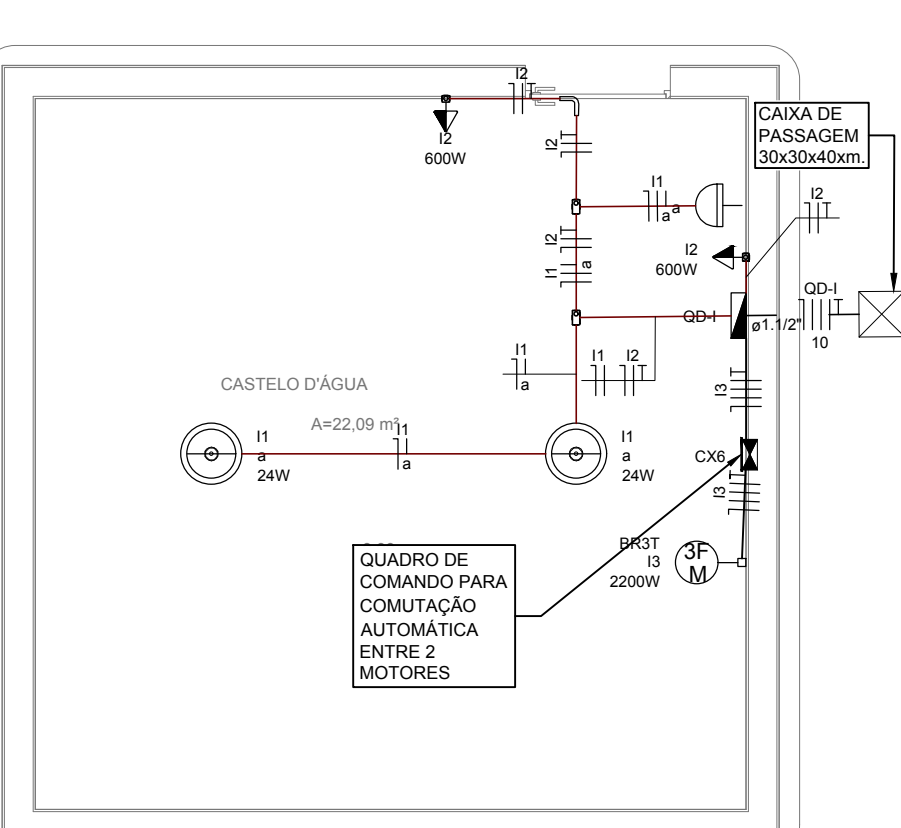 I2
I2
600W
I2
CAIXA DE
PASSAGEM
30x30x40xm.
I1
a
a
I2
I2
I1
a
I2
600W
QD-I
ø1.1/2"
QD-I
10
I1
a
I1
I2
I3
CASTELO D'ÁGUA
A=22,09 m²
I1
a
I1
a
24W
I1
a
24W
CX6
I3
BR3T
I3
2200W
3F
M
QUADRO DE
COMANDO PARA
COMUTAÇÃO
AUTOMÁTICA
ENTRE 2
MOTORES